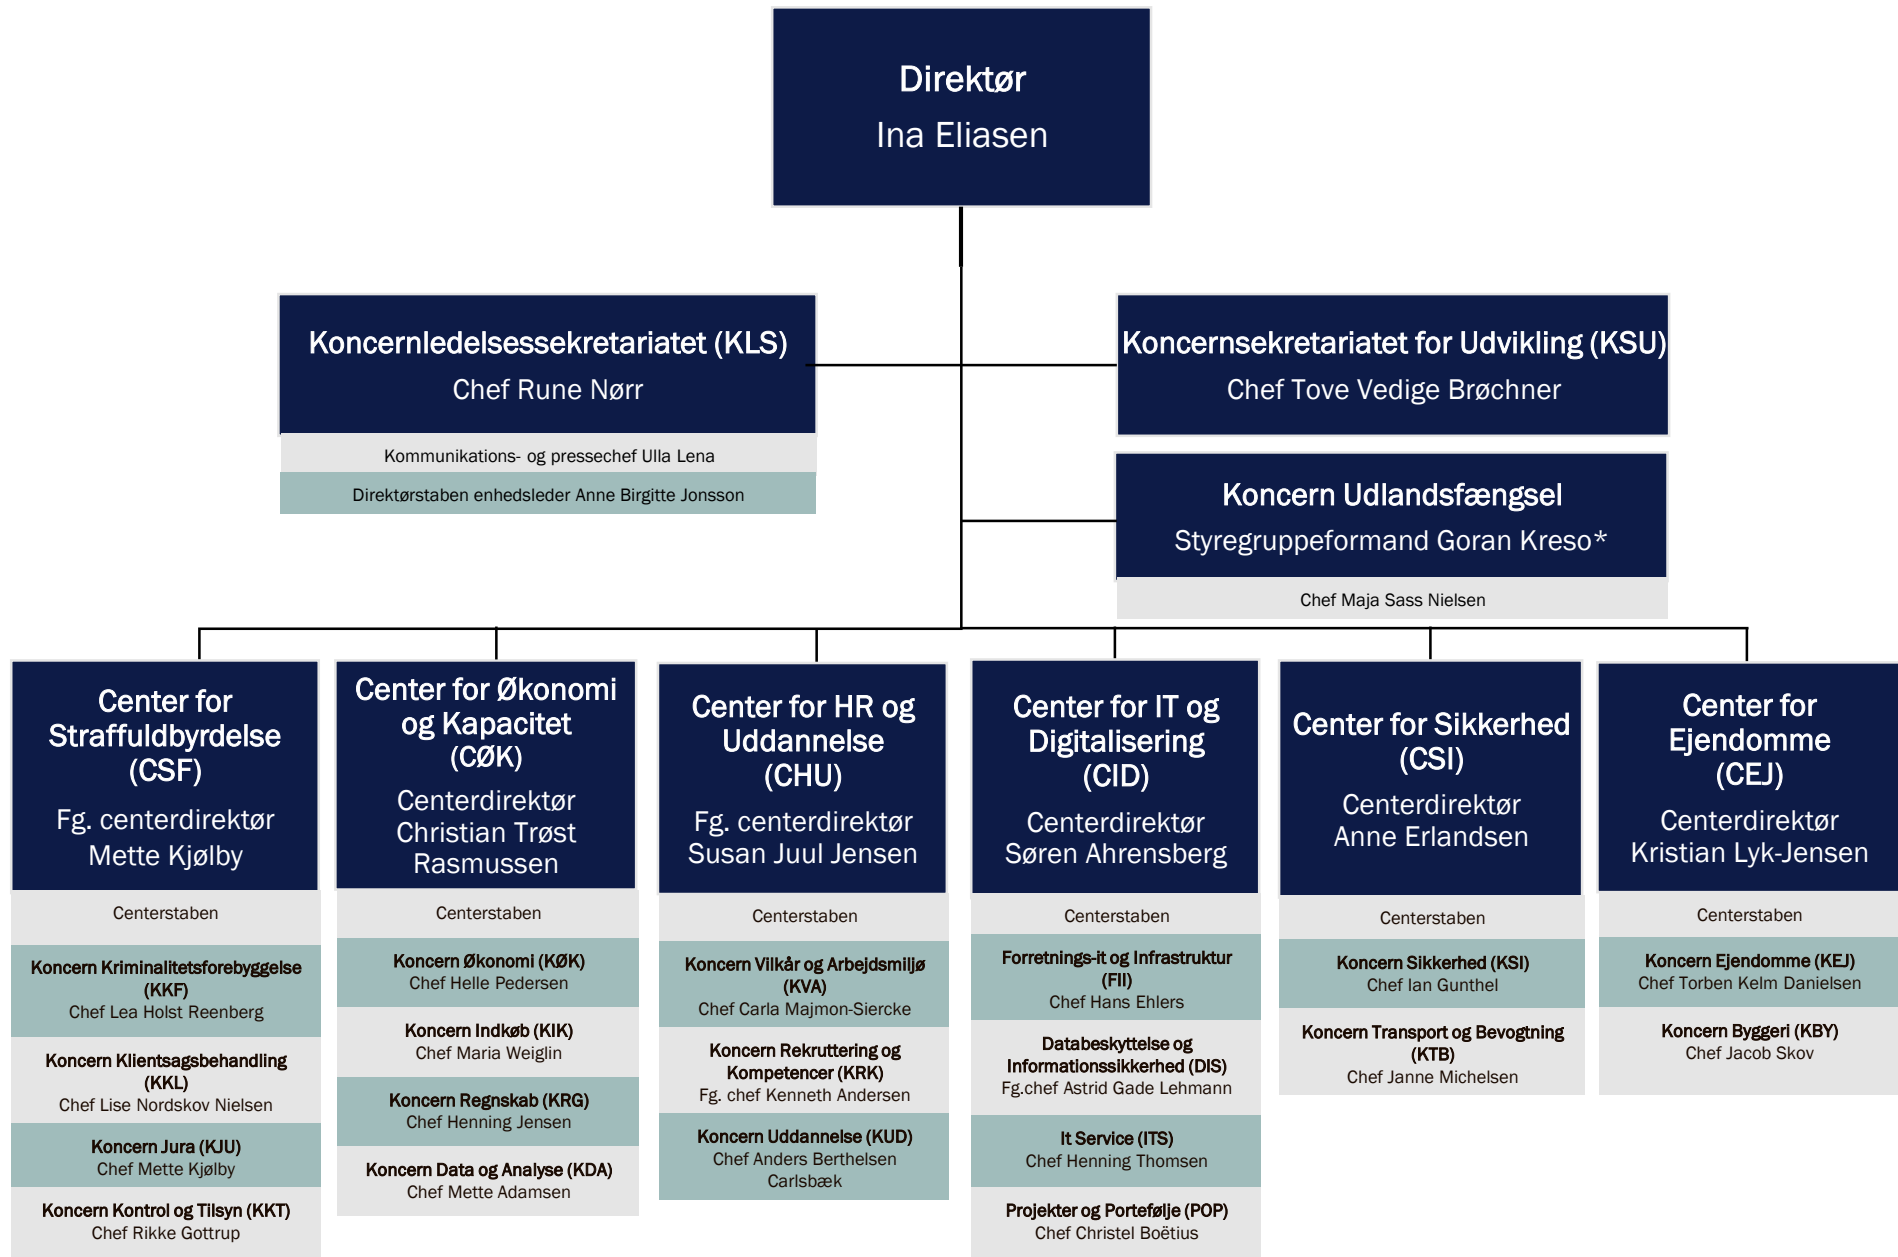 Direktør
Ina Eliasen
Koncernledelsessekretariatet (KLS)
Chef Rune Nørr
Kommunikations- og pressechef Ulla Lena
Direktørstaben enhedsleder Anne Birgitte Jonsson
Koncernsekretariatet for Udvikling (KSU)
Chef Tove Vedige Brøchner
Koncern Udlandsfængsel
Styregruppeformand Goran Kreso*
Chef Maja Sass Nielsen
Center for
Straffuldbyrdelse
(CSF)
Fg. centerdirektør
Mette Kjølby
Centerstaben
Koncern Kriminalitetsforebyggelse
(KKF)
Chef Lea Holst Reenberg
Koncern Klientsagsbehandling
(KKL)
Chef Lise Nordskov Nielsen
Koncern Jura (KJU)
Chef Mette Kjølby
Koncern Kontrol og Tilsyn (KKT)
Chef Rikke Gottrup
Center for Økonomi
og Kapacitet
(CØK)
Centerdirektør
Christian Trøst
Rasmussen
Centerstaben
Koncern Økonomi (KØK)
Chef Helle Pedersen
Koncern Indkøb (KIK)
Chef Maria Weiglin
Koncern Regnskab (KRG)
Chef Henning Jensen
Koncern Data og Analyse (KDA)
Chef Mette Adamsen
Center for HR og
Uddannelse
(CHU)
Fg. centerdirektør
Susan Juul Jensen
Centerstaben
Koncern Vilkår og Arbejdsmiljø
(KVA)
Chef Carla Majmon-Siercke
Koncern Rekruttering og
Kompetencer (KRK)
Fg. chef Kenneth Andersen
Koncern Uddannelse (KUD)
Chef Anders Berthelsen
Carlsbæk
Center for IT og
Digitalisering
(CID)
Centerdirektør
Søren Ahrensberg
Centerstaben
Forretnings-it og Infrastruktur
(FII)
Chef Hans Ehlers
Databeskyttelse og
Informationssikkerhed (DIS)
Fg.chef Astrid Gade Lehmann
It Service (ITS)
Chef Henning Thomsen
Projekter og Portefølje (POP)
Chef Christel Boëtius
Center for Sikkerhed
(CSI)
Centerdirektør
Anne Erlandsen
Centerstaben
Koncern Sikkerhed (KSI)
Chef Ian Gunthel
Koncern Transport og Bevogtning
(KTB)
Chef Janne Michelsen
Center for
Ejendomme
(CEJ)
Centerdirektør
Kristian Lyk-Jensen
Centerstaben
Koncern Ejendomme (KEJ)
Chef Torben Kelm Danielsen
Koncern Byggeri (KBY)
Chef Jacob Skov